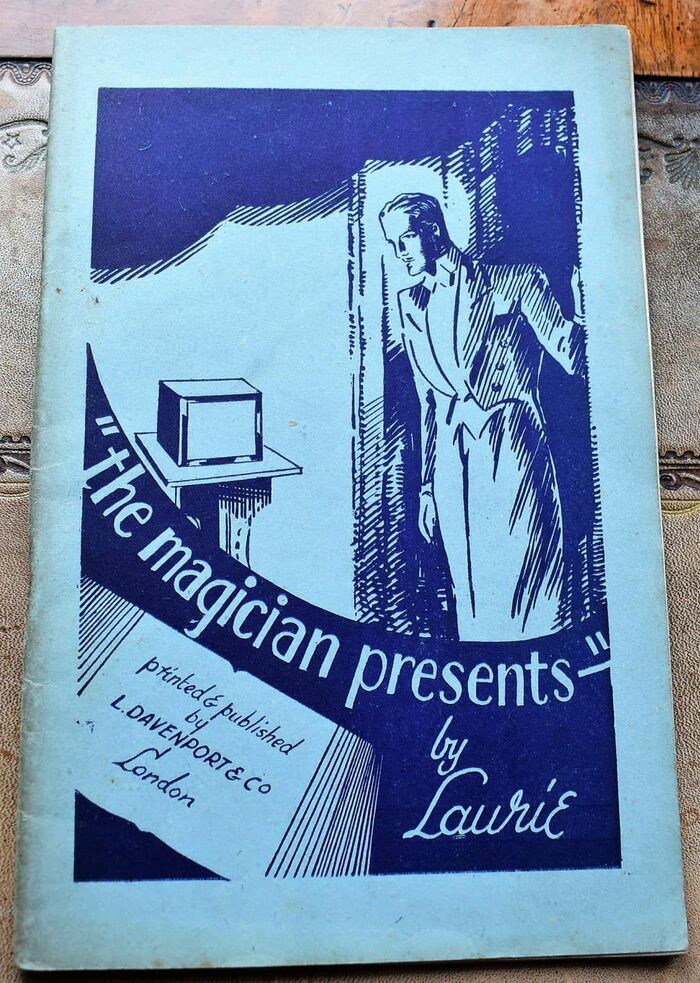 "the magician presents"
by
Laurie
printed & published
by
L. DAVENPORT & CO
London